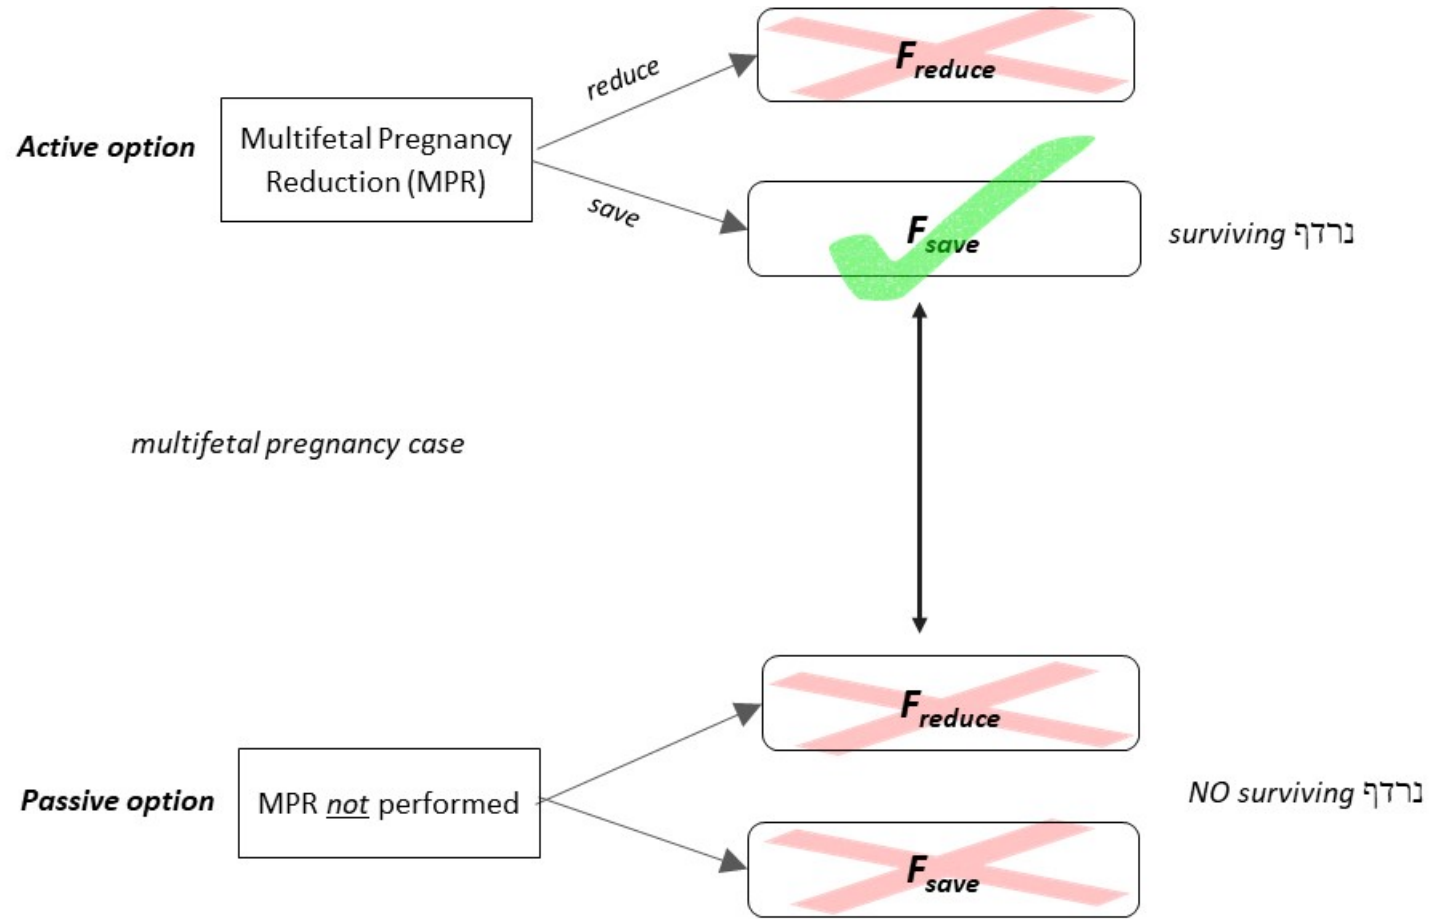 F reduce
reduce
Active option
Multifetal Pregnancy
Reduction (MPR)
save
F save
surviving נרדף
multifetal pregnancy case
F reduce
Passive option
MPR not performed
NO surviving נרדף
F save